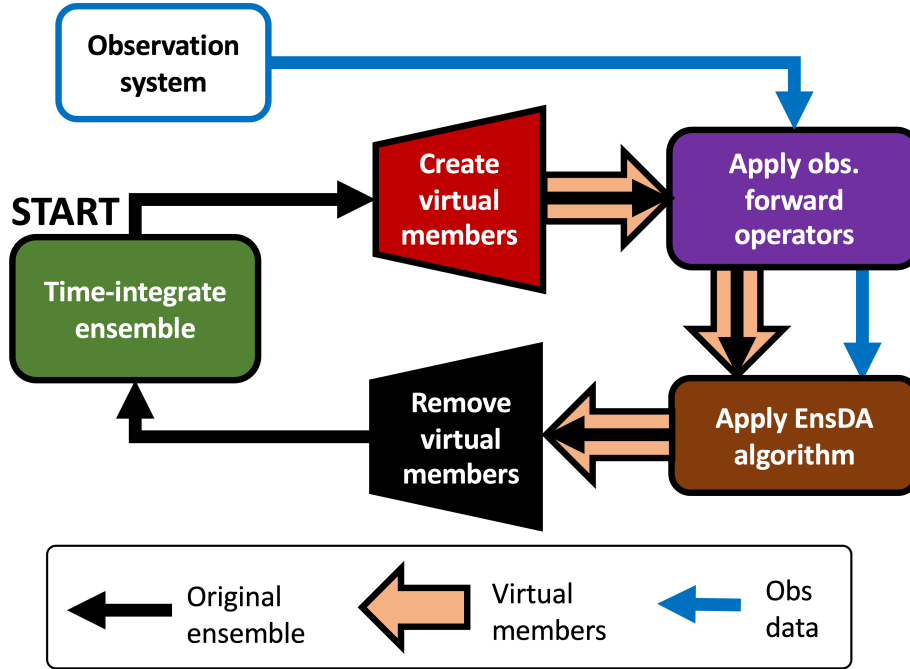 Observation
system
START
Time-integrate
ensemble
Create
virtual
members
Apply obs.
forward
operators
Remove
virtual
members
Apply EnsDA
algorithm
Original
ensemble
Virtual
members
Obs
data